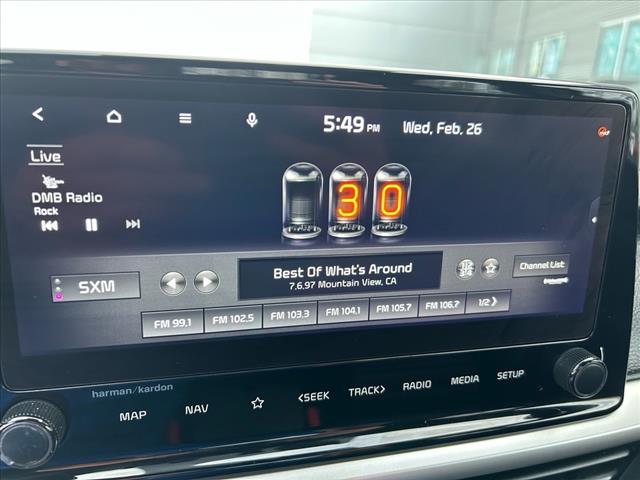 5:49 PM
Wed, Feb, 26
Live
DMB Radio
Rock
30
SXM
Best Of What's Around
7.6.97 Mountain View, CA
Channel List
FM 99.1
FM 102.5
FM 103.3
FM 104.1
FM 105.7
FM 106.7
1/2 >
harman/kardon
MAP
NAV
<SEEK
TRACK>
RADIO
MEDIA
SETUP